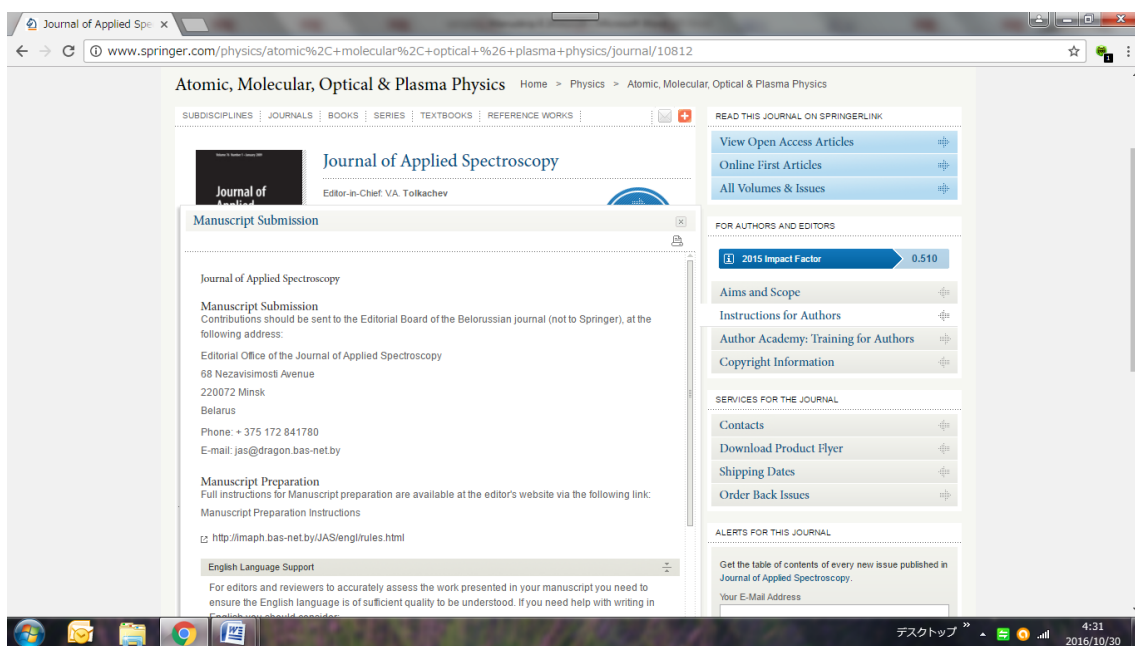 Journal of Applied Spe
www.springer.com/physics/atomic%2C+molecular%2C+optical+%26+plasma+physics/journal/10812
Atomic, Molecular, Optical & Plasma Physics Home > Physics > Atomic, Molecular, Optical & Plasma Physics
SUBDISCIPLINES JOURNALS BOOKS SERIES TEXTBOOKS REFERENCE WORKS
Journal of Applied Spectroscopy
Editor-in-Chief: V.A. Tolkachev
Journal of
Applied
Manuscript Submission
Journal of Applied Spectroscopy
Manuscript Submission
Contributions should be sent to the Editorial Board of the Belorussian journal (not to Springer), at the
following address:
Editorial Office of the Journal of Applied Spectroscopy
68 Nezavisimosti Avenue
220072 Minsk
Belarus
Phone: + 375 172 841780
E-mail: jas@dragon.bas-net.by
Manuscript Preparation
Full instructions for Manuscript preparation are available at the editor's website via the following link:
Manuscript Preparation Instructions
http://imaph.bas-net.by/JAS/engl/rules.html
English Language Support
For editors and reviewers to accurately assess the work presented in your manuscript you need to
ensure the English language is of sufficient quality to be understood. If you need help with writing in
English you should consider:
READ THIS JOURNAL ON SPRINGERLINK
View Open Access Articles
Online First Articles
All Volumes & Issues
FOR AUTHORS AND EDITORS
2015 Impact Factor 0.510
Aims and Scope
Instructions for Authors
Author Academy: Training for Authors
Copyright Information
SERVICES FOR THE JOURNAL
Contacts
Download Product Flyer
Shipping Dates
Order Back Issues
ALERTS FOR THIS JOURNAL
Get the table of contents of every new issue published in
Journal of Applied Spectroscopy.
Your E-Mail Address
デスクトップ
4:31
2016/10/30